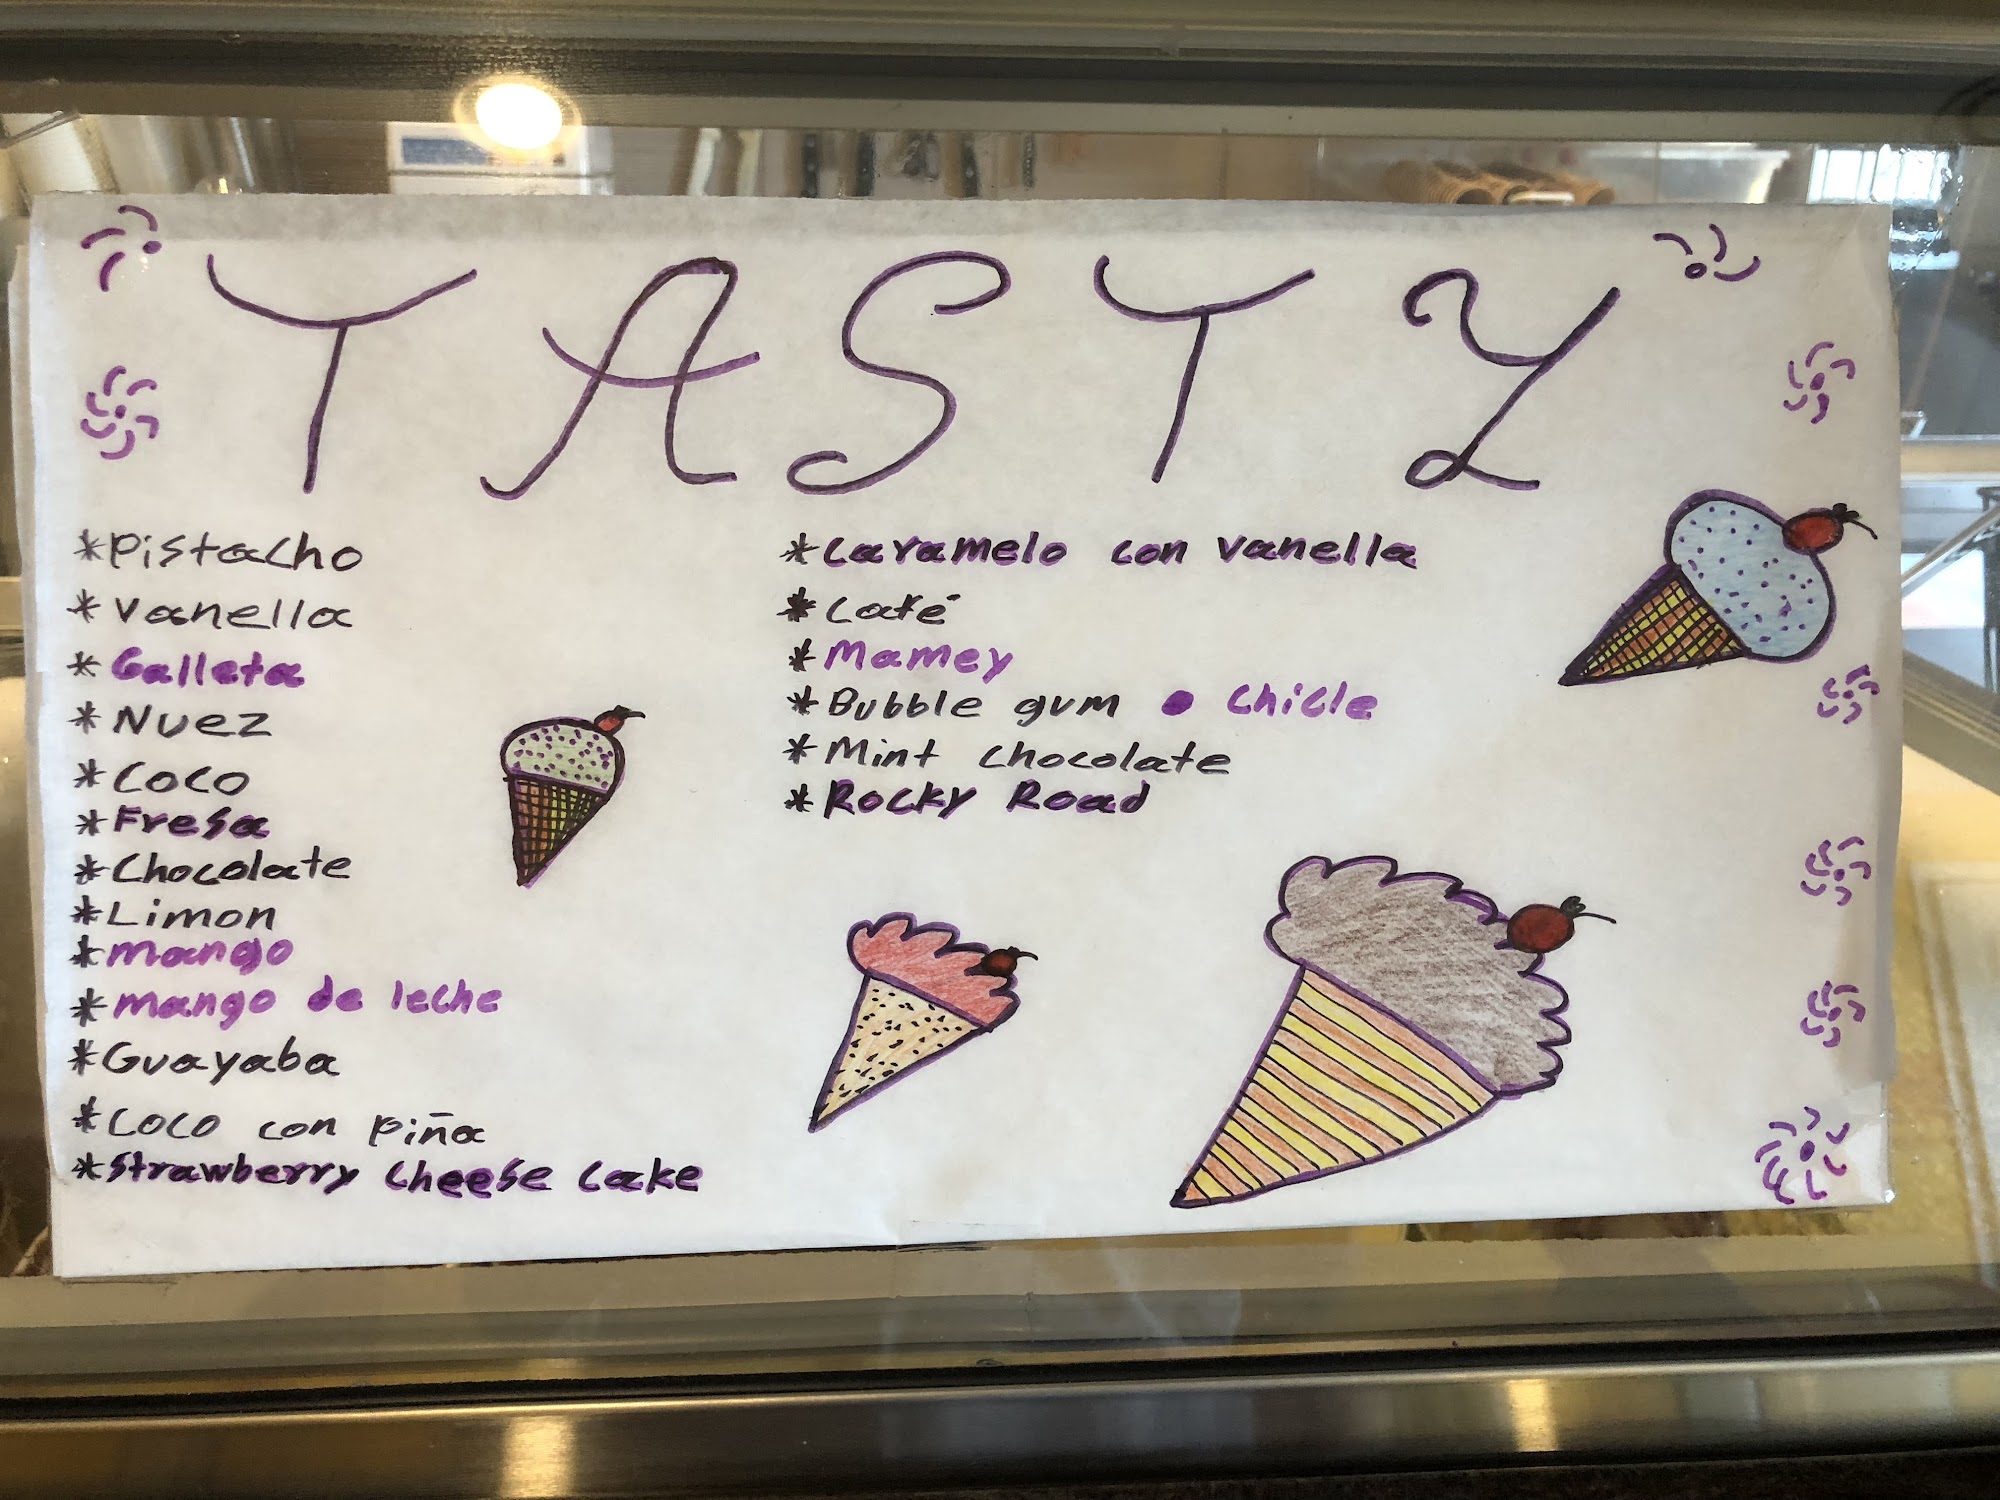 TASTY
*Pistacho
*Vanella
*Galleta
*Nuez
*Coco
*Fresa
*Chocolate
*Limon
*mango
*mango de leche
*Guayaba
*Coco con piña
*Strawberry Cheese Cake
*Caramelo con vanella
*Café
*Mamey
*Bubble gum o Chicle
*Mint chocolate
*Rocky Road